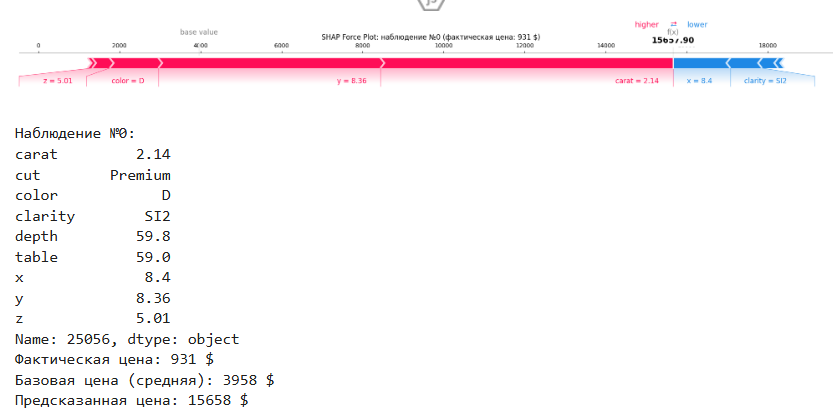 JS
higher ⇄ lower
base value
SHAP Force Plot: наблюдение №0 (фактическая цена: 931 $)
f(x)
15657.90
0 2000 4000 6000 8000 10000 12000 14000 18000
z = 5.01 color = D y = 8.36 carat = 2.14 x = 8.4 clarity = SI2
Наблюдение №0:
carat 2.14
cut Premium
color D
clarity SI2
depth 59.8
table 59.0
x 8.4
y 8.36
z 5.01
Name: 25056, dtype: object
Фактическая цена: 931 $
Базовая цена (средняя): 3958 $
Предсказанная цена: 15658 $